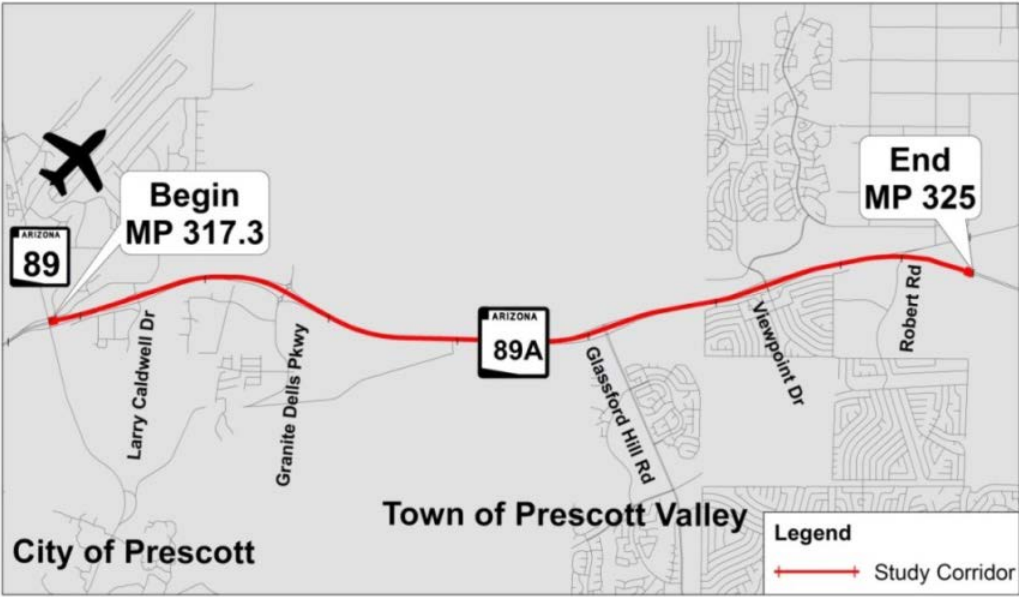 Begin
MP 317.3
ARIZONA
89
End
MP 325
ARIZONA
89A
Larry Caldwell Dr
Granite Dells Pkwy
Glassford Hill Rd
Viewpoint Dr
Robert Rd
Town of Prescott Valley
City of Prescott
Legend
Study Corridor